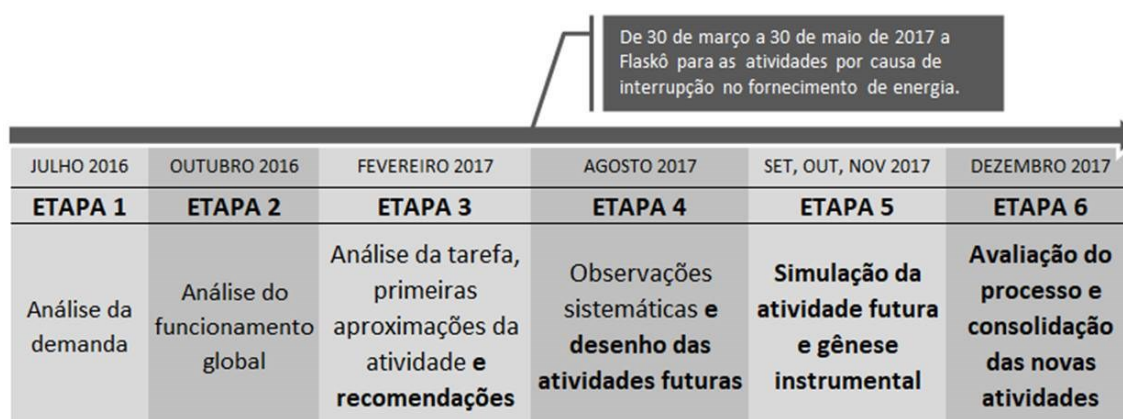 De 30 de março a 30 de maio de 2017 a
Flaskô para as atividades por causa de
interrupção no fornecimento de energia.
JULHO 2016
OUTUBRO 2016
FEVEREIRO 2017
AGOSTO 2017
SET, OUT, NOV 2017
DEZEMBRO 2017
ETAPA 1
ETAPA 2
ETAPA 3
ETAPA 4
ETAPA 5
ETAPA 6
Análise da
demanda
Análise do
funcionamento
global
Análise da tarefa,
primeiras
aproximações da
atividade e
recomendações
Observações
sistemáticas e
desenho das
atividades futuras
Simulação da
atividade futura
e gênese
instrumental
Avaliação do
processo e
consolidação
das novas
atividades